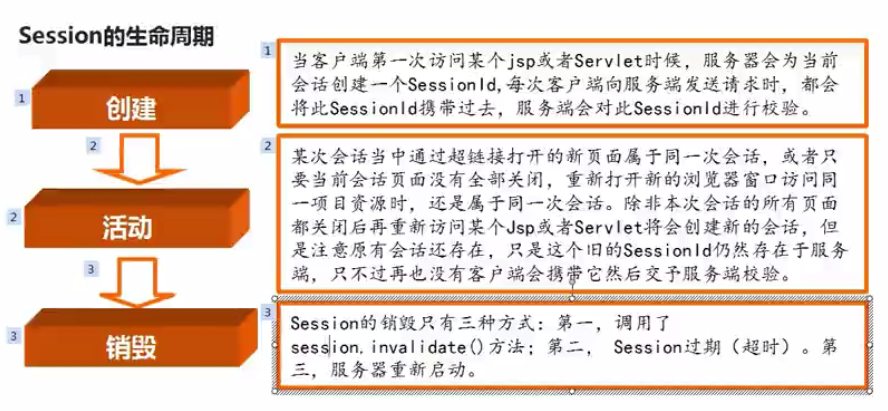 Session的生命周期
1
创建
1
当客户端第一次访问某个jsp或者Servlet时候，服务器会为当前
会话创建一个SessionId,每次客户端向服务端发送请求时，都会
将此SessionId携带过去，服务端会对此SessionId进行校验。
2
2
活动
2
某次会话当中通过超链接打开的新页面属于同一次会话，或者只
要当前会话页面没有全部关闭，重新打开新的浏览器窗口访问同
一项目资源时，还是属于同一次会话。除非本次会话的所有页面
都关闭后再重新访问某个Jsp或者Servlet将会创建新的会话，但
是注意原有会话还存在，只是这个旧的SessionId仍然存在于服务
端，只不过再也没有客户端会携带它然后交予服务端校验。
3
3
销毁
3
Session的销毁只有三种方式：第一，调用了
session.invalidate()方法；第二， Session过期（超时）。第
三，服务器重新启动。